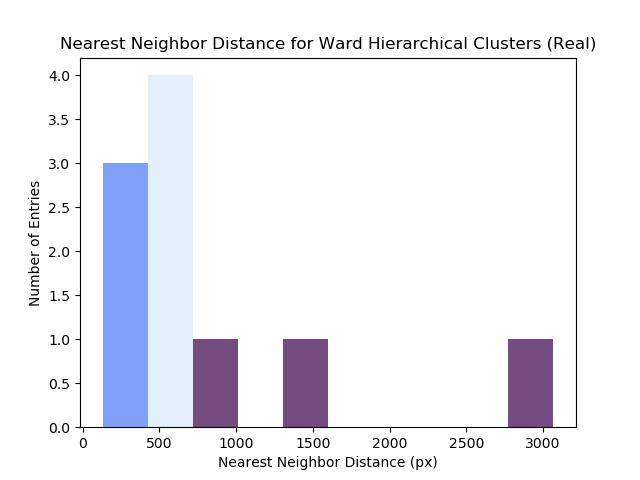 Nearest Neighbor Distance for Ward Hierarchical Clusters (Real)
4.0
3.5
3.0
2.5
2.0
1.5
1.0
0.5
0.0
Number of Entries
0 500 1000 1500 2000 2500 3000
Nearest Neighbor Distance (px)